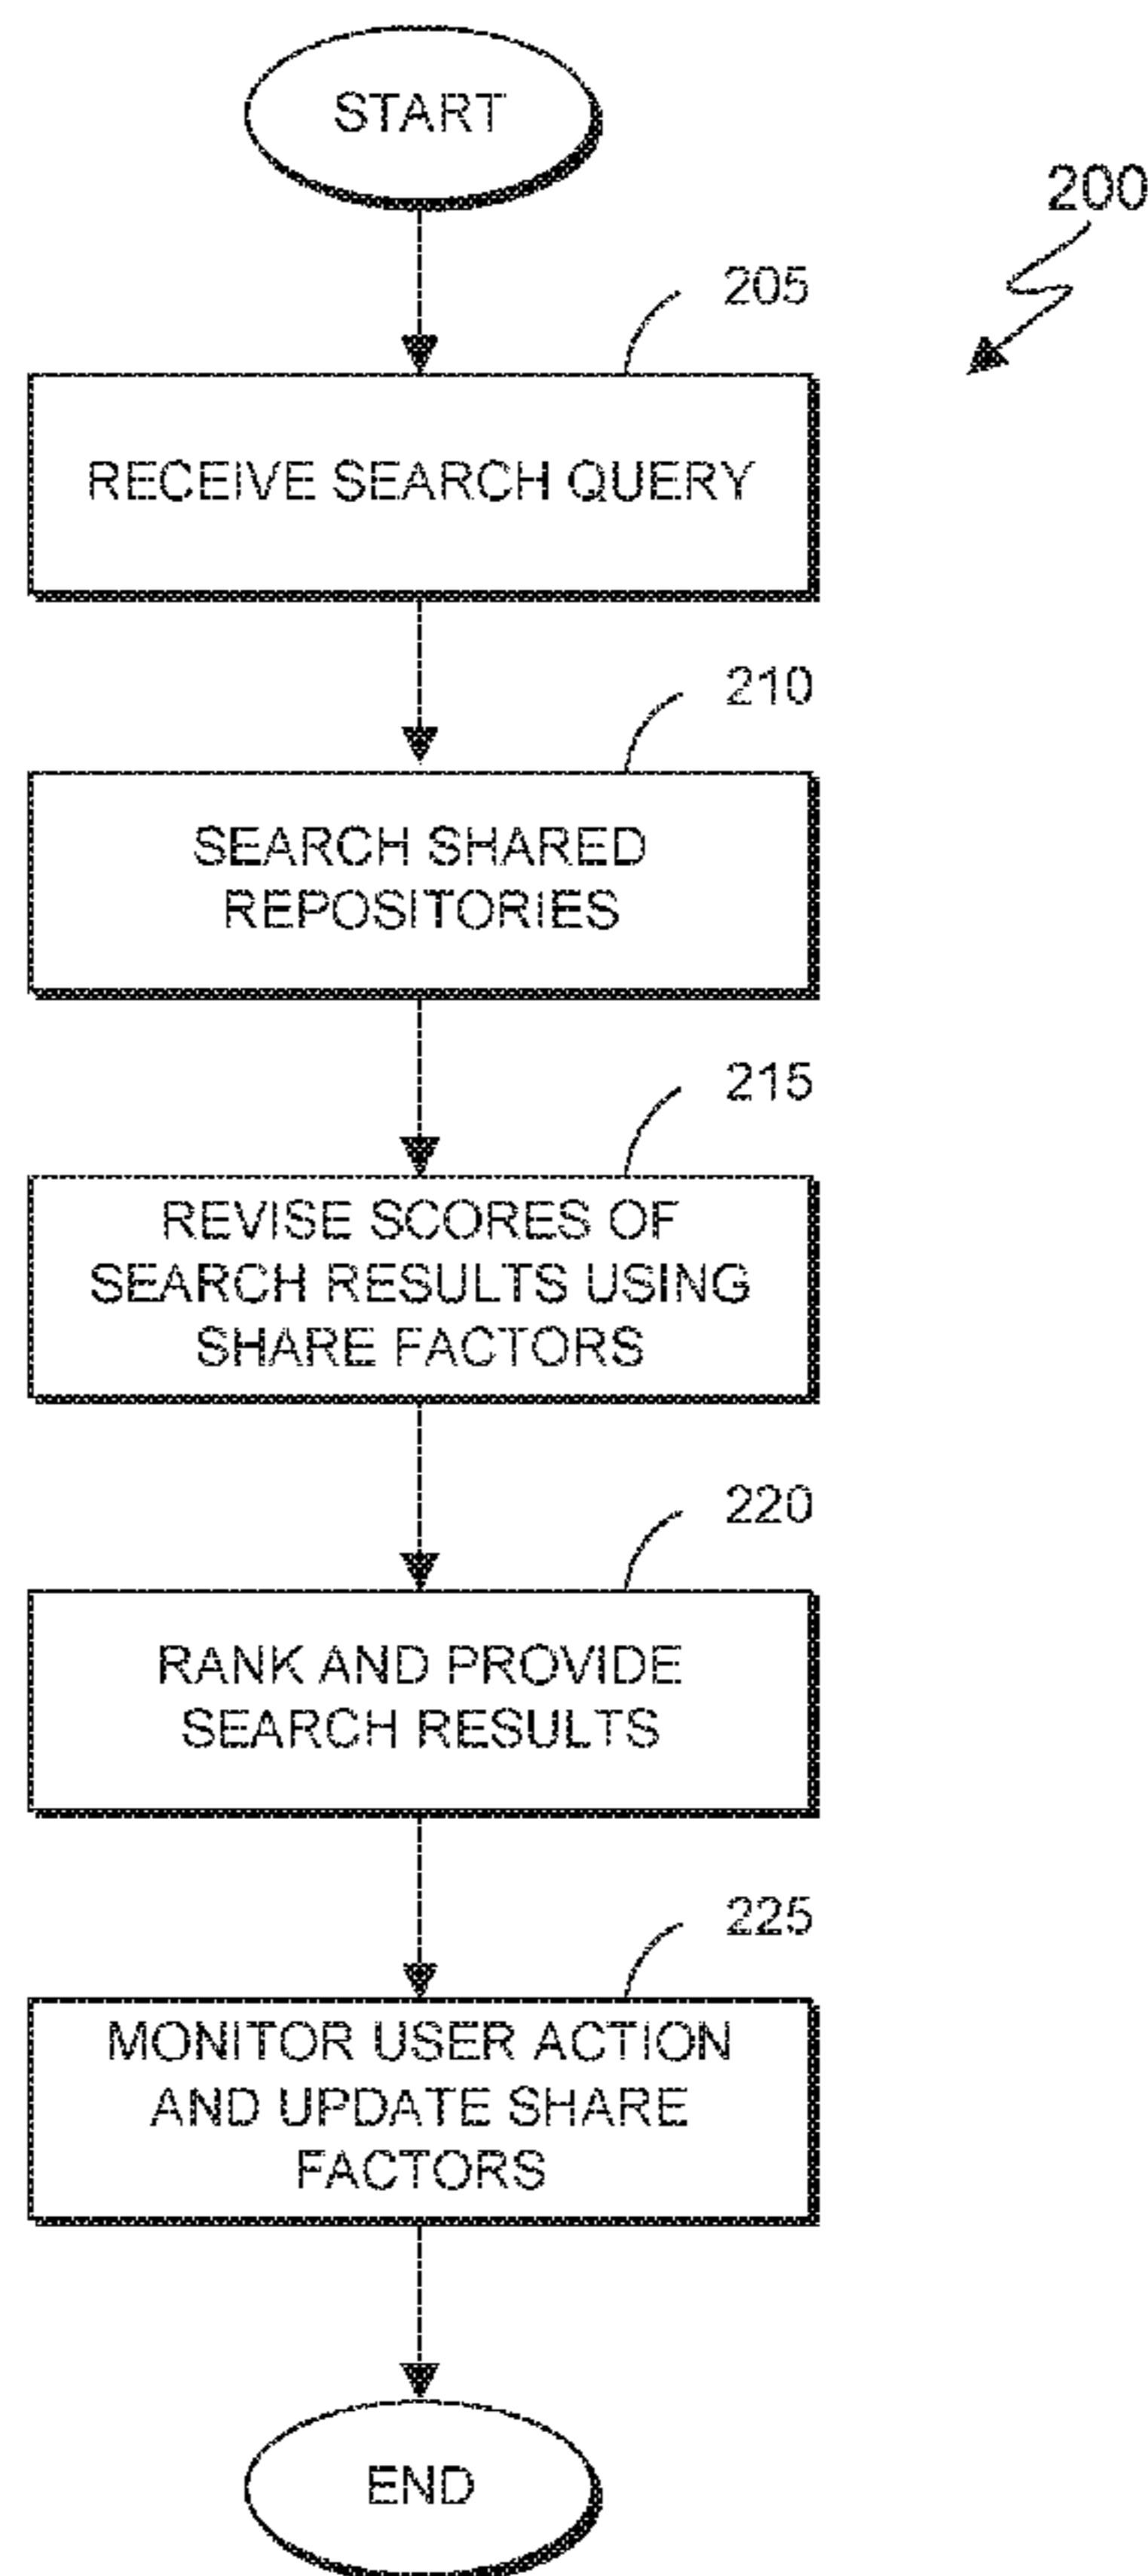 START
200
205
RECEIVE SEARCH QUERY
210
SEARCH SHARED
REPOSITORIES
215
REVISE SCORES OF
SEARCH RESULTS USING
SHARE FACTORS
220
RANK AND PROVIDE
SEARCH RESULTS
225
MONITOR USER ACTION
AND UPDATE SHARE
FACTORS
END